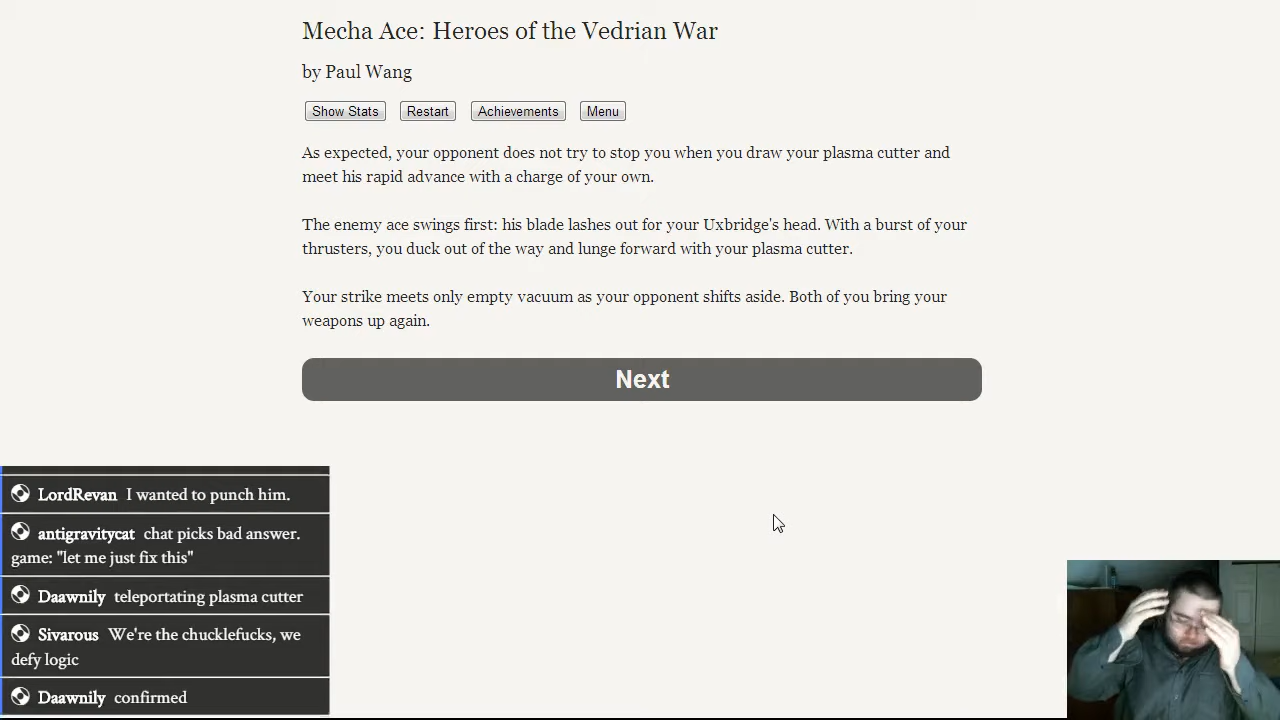 Mecha Ace: Heroes of the Vedrian War
by Paul Wang
Show Stats Restart Achievements Menu
As expected, your opponent does not try to stop you when you draw your plasma cutter and
meet his rapid advance with a charge of your own.
The enemy ace swings first: his blade lashes out for your Uxbridge's head. With a burst of your
thrusters, you duck out of the way and lunge forward with your plasma cutter.
Your strike meets only empty vacuum as your opponent shifts aside. Both of you bring your
weapons up again.
Next
LordRevan I wanted to punch him.
antigravitycat chat picks bad answer.
game: "let me just fix this"
Daawnily teleportating plasma cutter
Sivarous We're the chucklefucks, we
defy logic
Daawnily confirmed